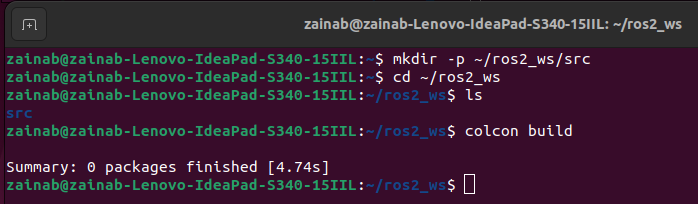 zainab@zainab-Lenovo-IdeaPad-S340-15IIL: ~/ros2_ws
zainab@zainab-Lenovo-IdeaPad-S340-15IIL:~$ mkdir -p ~/ros2_ws/src
zainab@zainab-Lenovo-IdeaPad-S340-15IIL:~$ cd ~/ros2_ws
zainab@zainab-Lenovo-IdeaPad-S340-15IIL:~/ros2_ws$ ls
src
zainab@zainab-Lenovo-IdeaPad-S340-15IIL:~/ros2_ws$ colcon build
Summary: 0 packages finished [4.74s]
zainab@zainab-Lenovo-IdeaPad-S340-15IIL:~/ros2_ws$